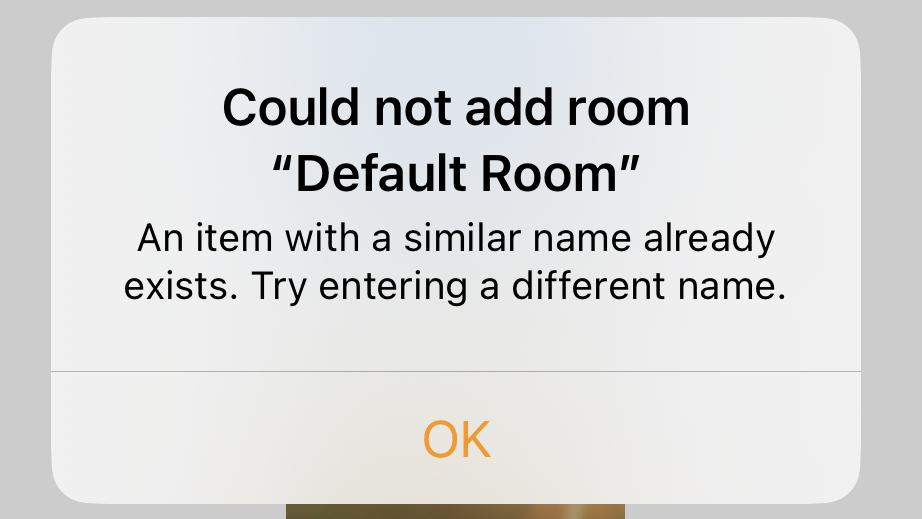 Could not add room
“Default Room”
An item with a similar name already
exists. Try entering a different name.
OK